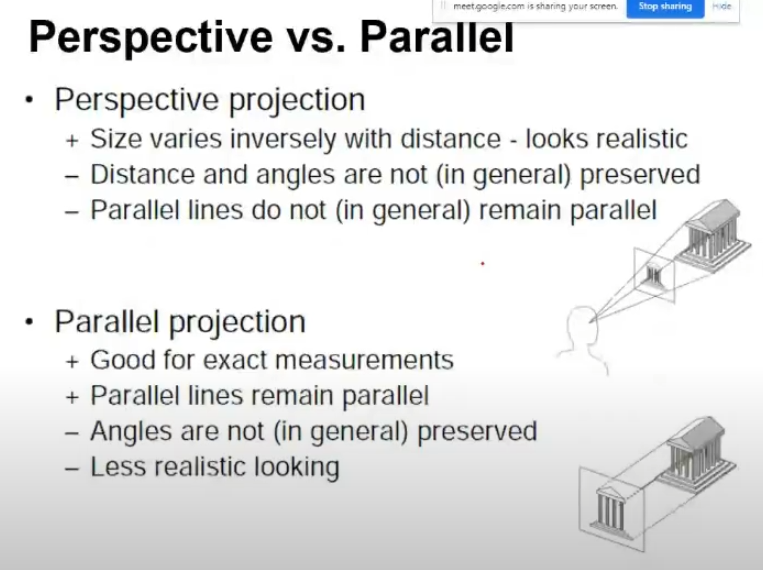 meet.google.com is sharing your screen. Stop sharing Hide
Perspective vs. Parallel
• Perspective projection
+ Size varies inversely with distance - looks realistic
– Distance and angles are not (in general) preserved
– Parallel lines do not (in general) remain parallel
• Parallel projection
+ Good for exact measurements
+ Parallel lines remain parallel
– Angles are not (in general) preserved
– Less realistic looking